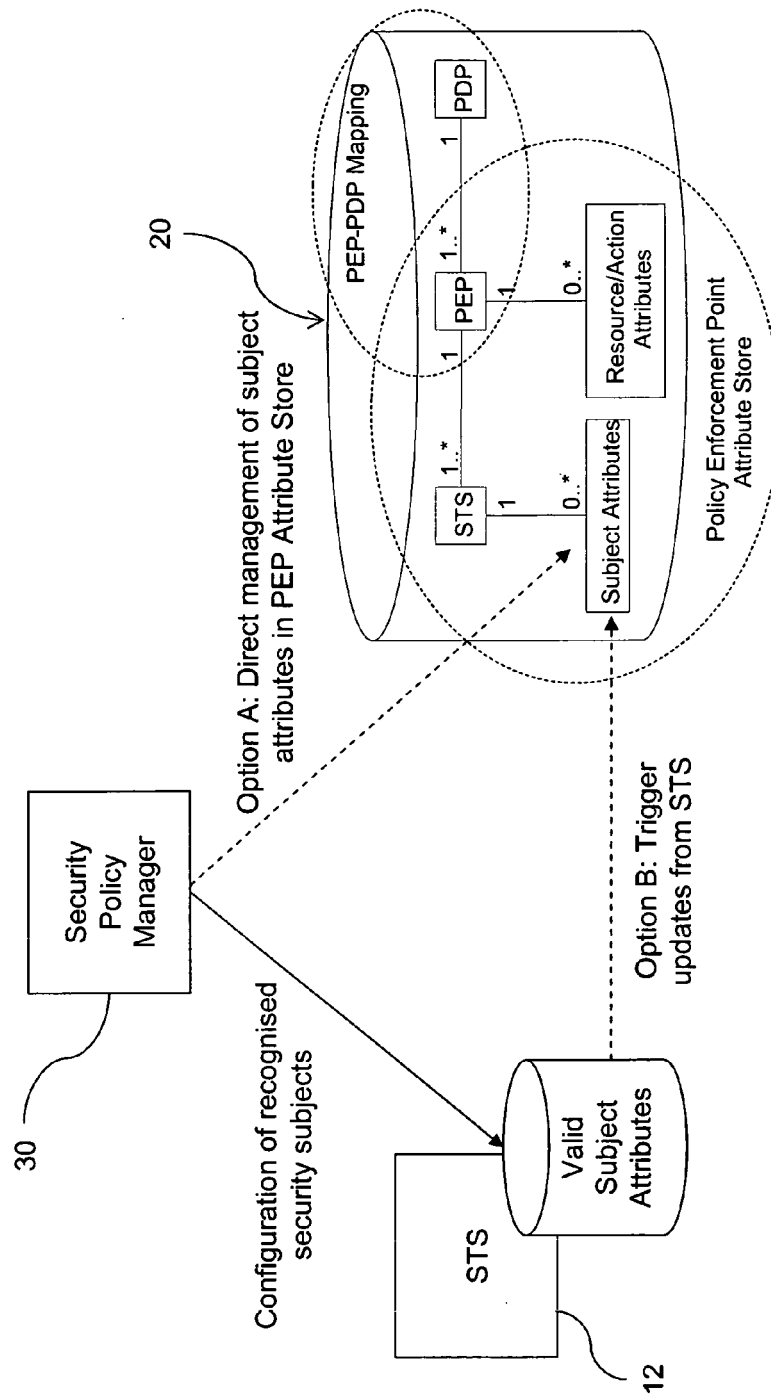 30
Security
Policy
Manager
Configuration of recognised
security subjects
Option A: Direct management of subject
attributes in PEP Attribute Store
20
PEP-PDP Mapping
STS
1..*
1
PEP
1..*
1
PDP
1
0..*
1
0..*
Subject Attributes
Resource/Action
Attributes
Policy Enforcement Point
Attribute Store
STS
12
Valid
Subject
Attributes
Option B: Trigger
updates from STS